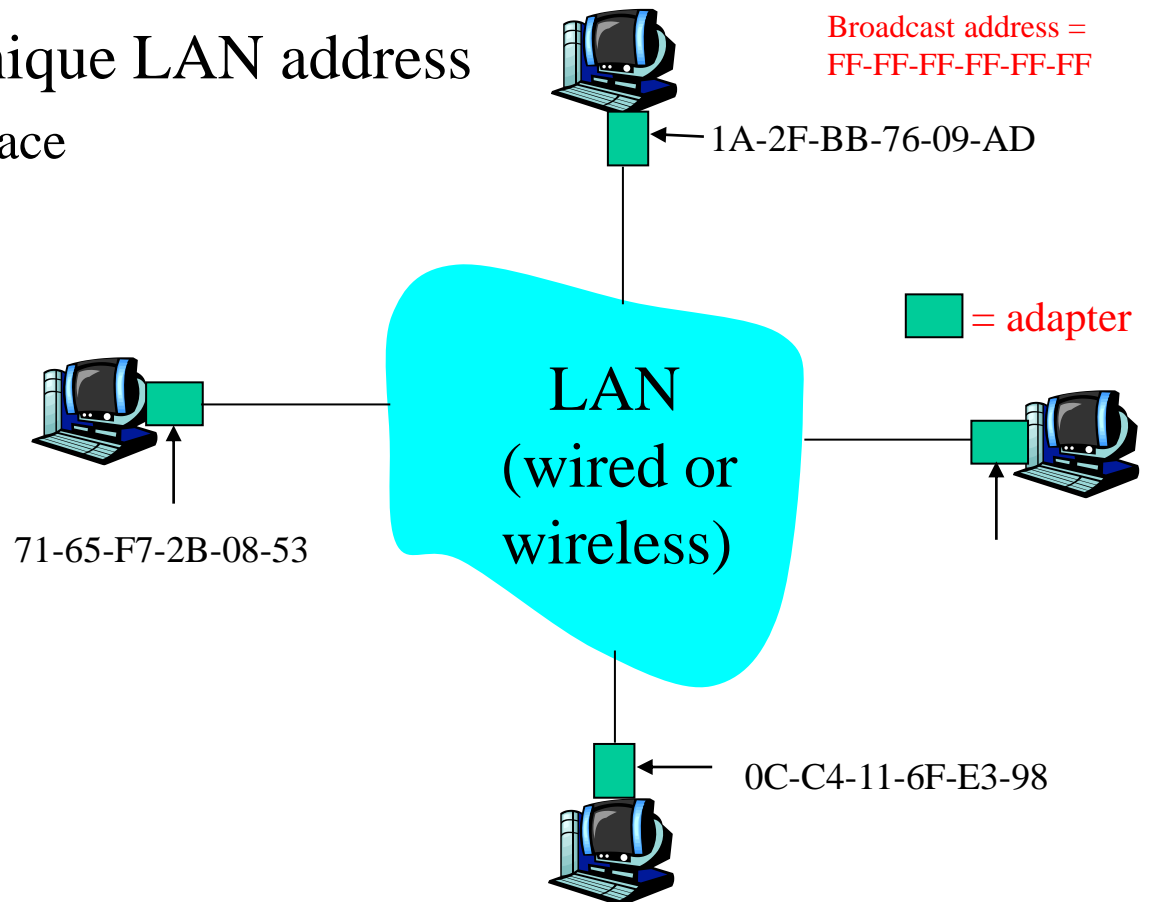 nique LAN address
ace
Broadcast address =
FF-FF-FF-FF-FF-FF
1A-2F-BB-76-09-AD
= adapter
LAN
(wired or
wireless)
71-65-F7-2B-08-53
0C-C4-11-6F-E3-98